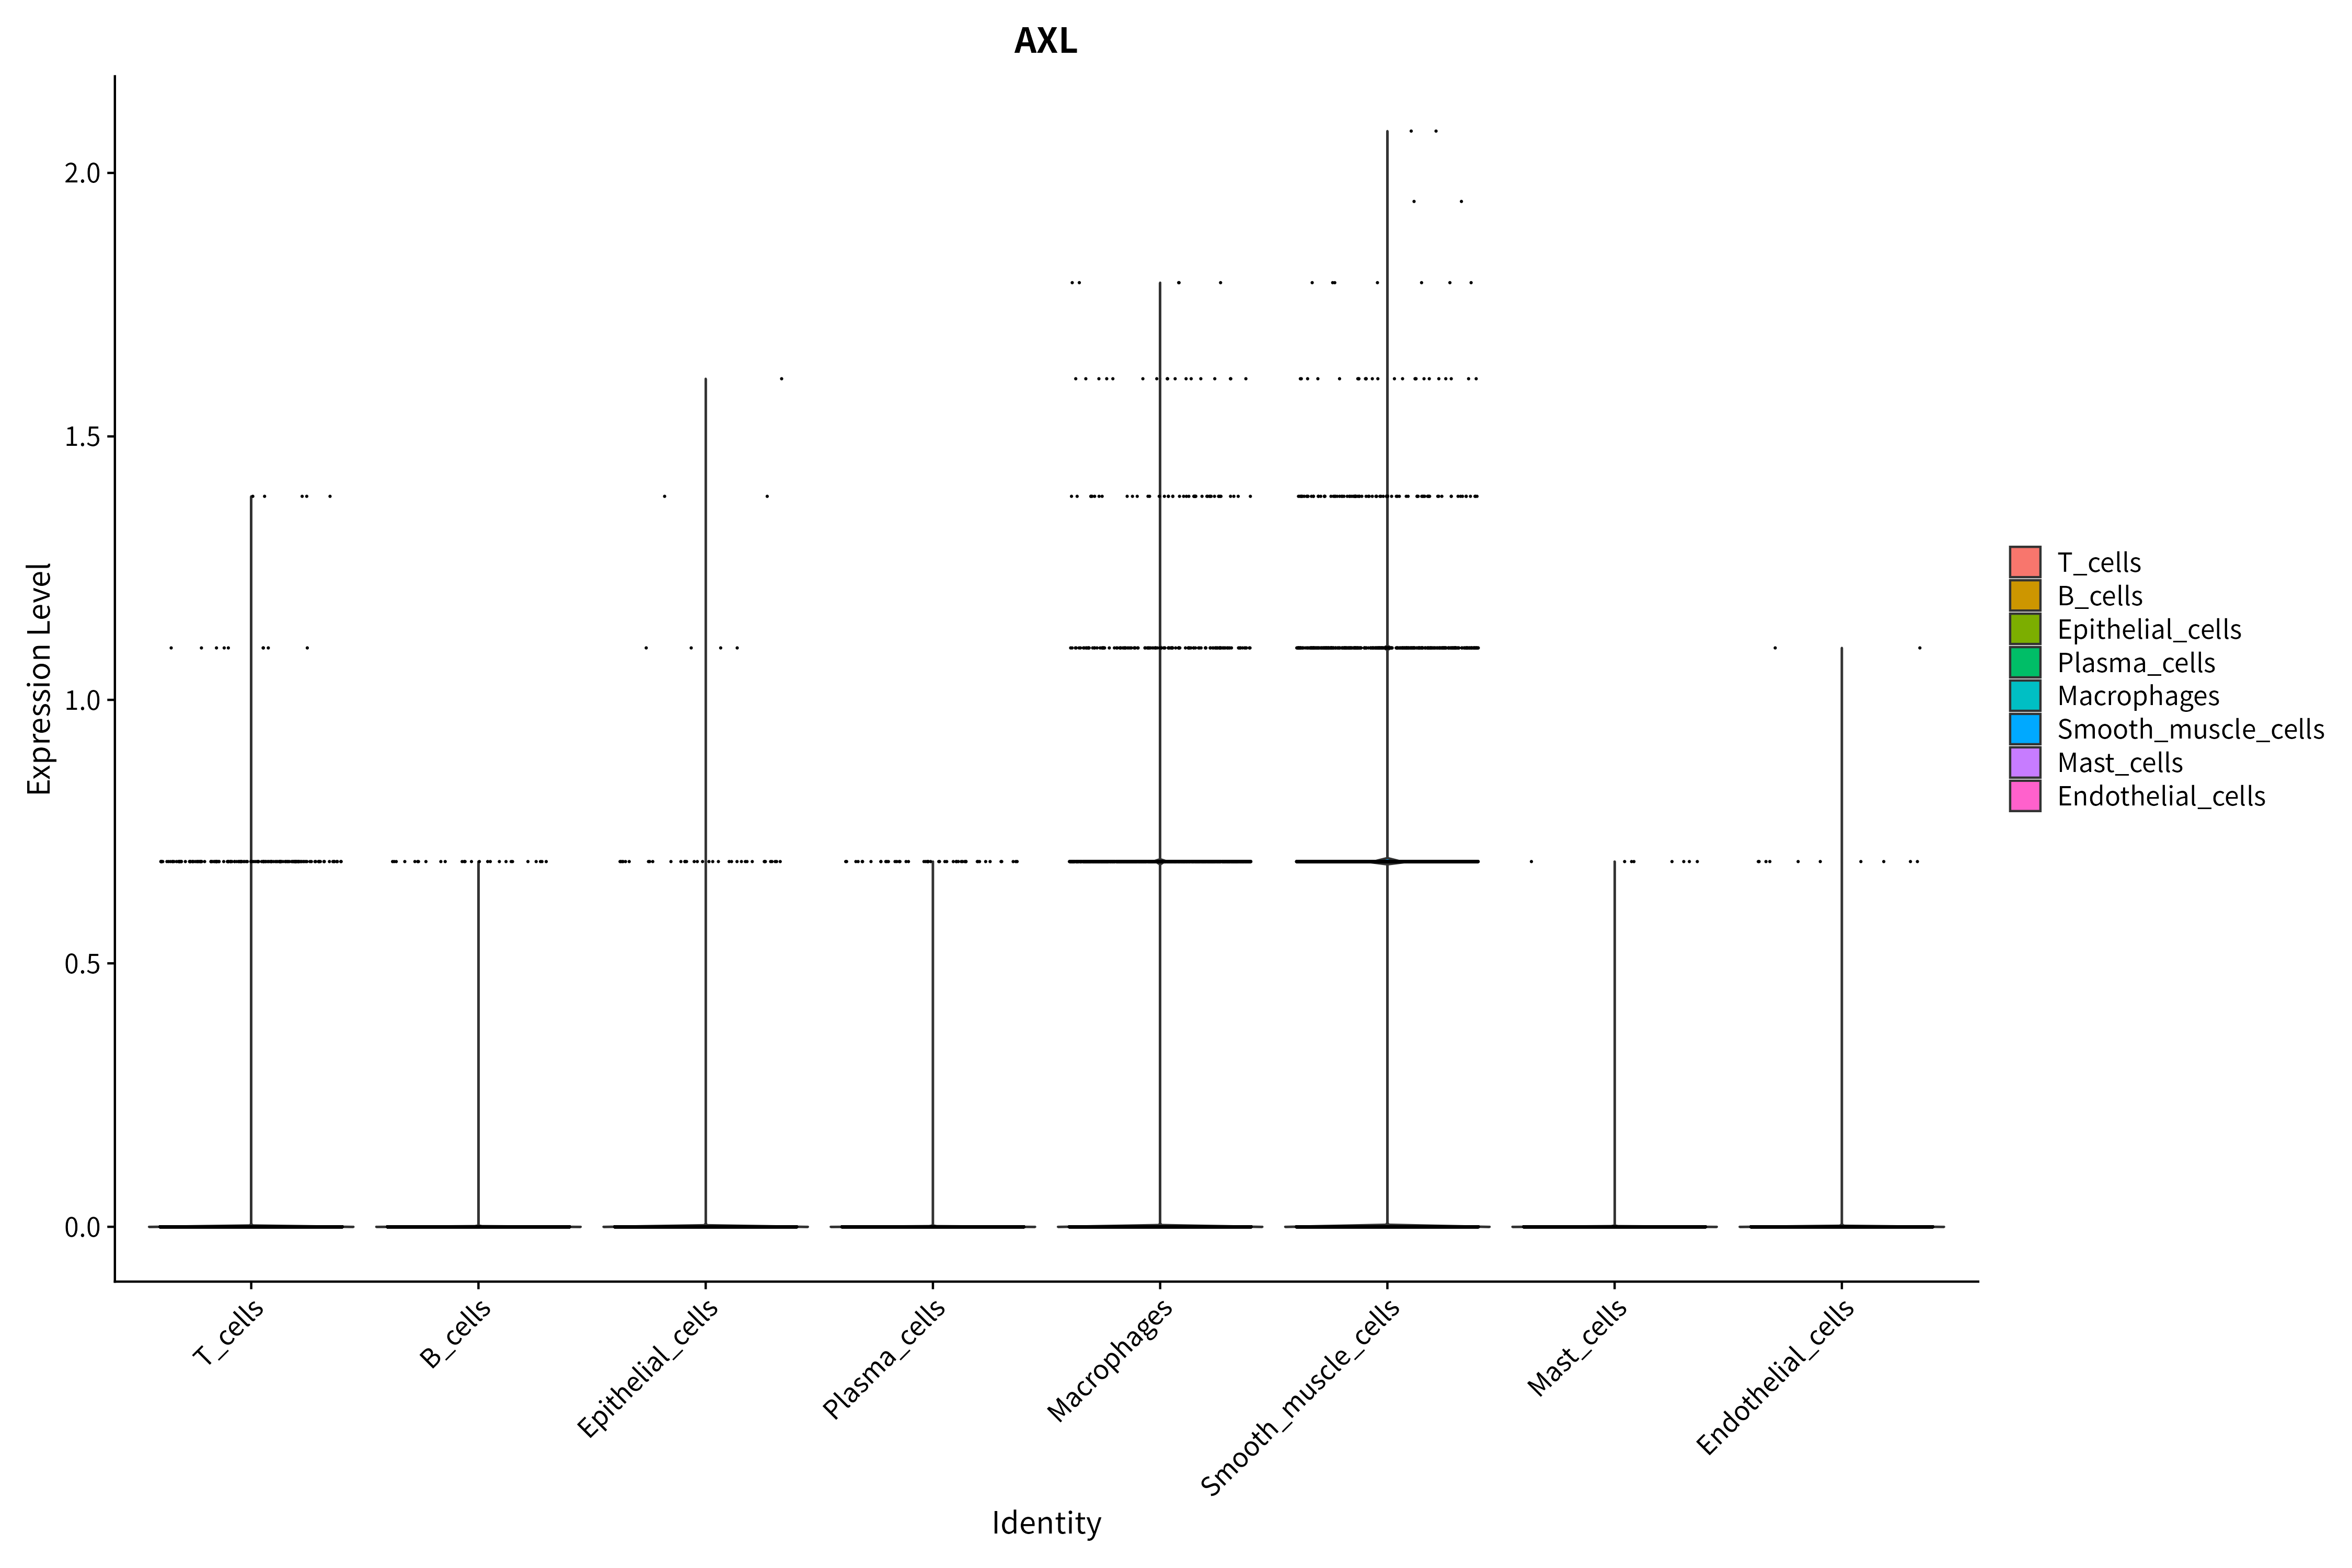 AXL
Expression Level
2.0
1.5
1.0
0.5
0.0
T_cells
B_cells
Epithelial_cells
Plasma_cells
Macrophages
Smooth_muscle_cells
Mast_cells
Endothelial_cells
Identity
T_cells
B_cells
Epithelial_cells
Plasma_cells
Macrophages
Smooth_muscle_cells
Mast_cells
Endothelial_cells